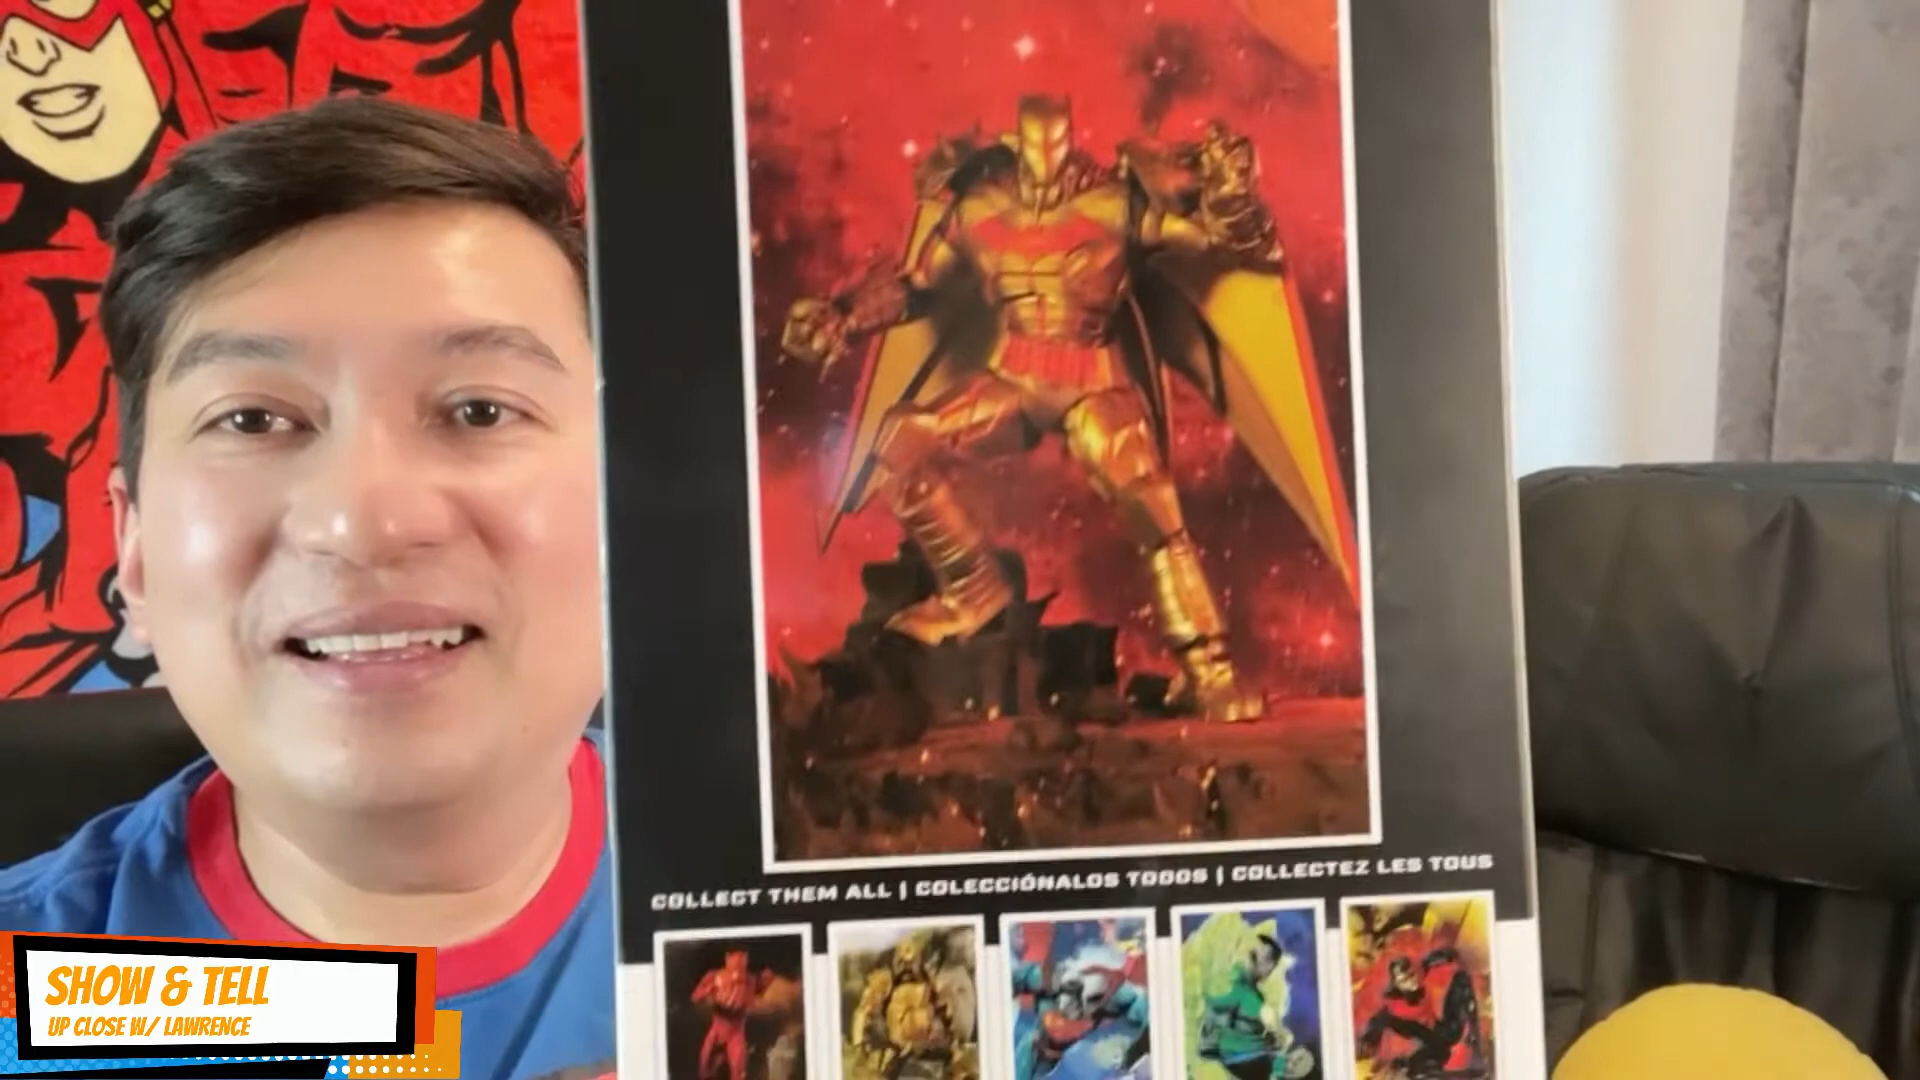 COLLECT THEM ALL | COLECCIÓNALOS TODOS | COLLECTEZ LES TOUS
SHOW & TELL
UP CLOSE W/ LAWRENCE